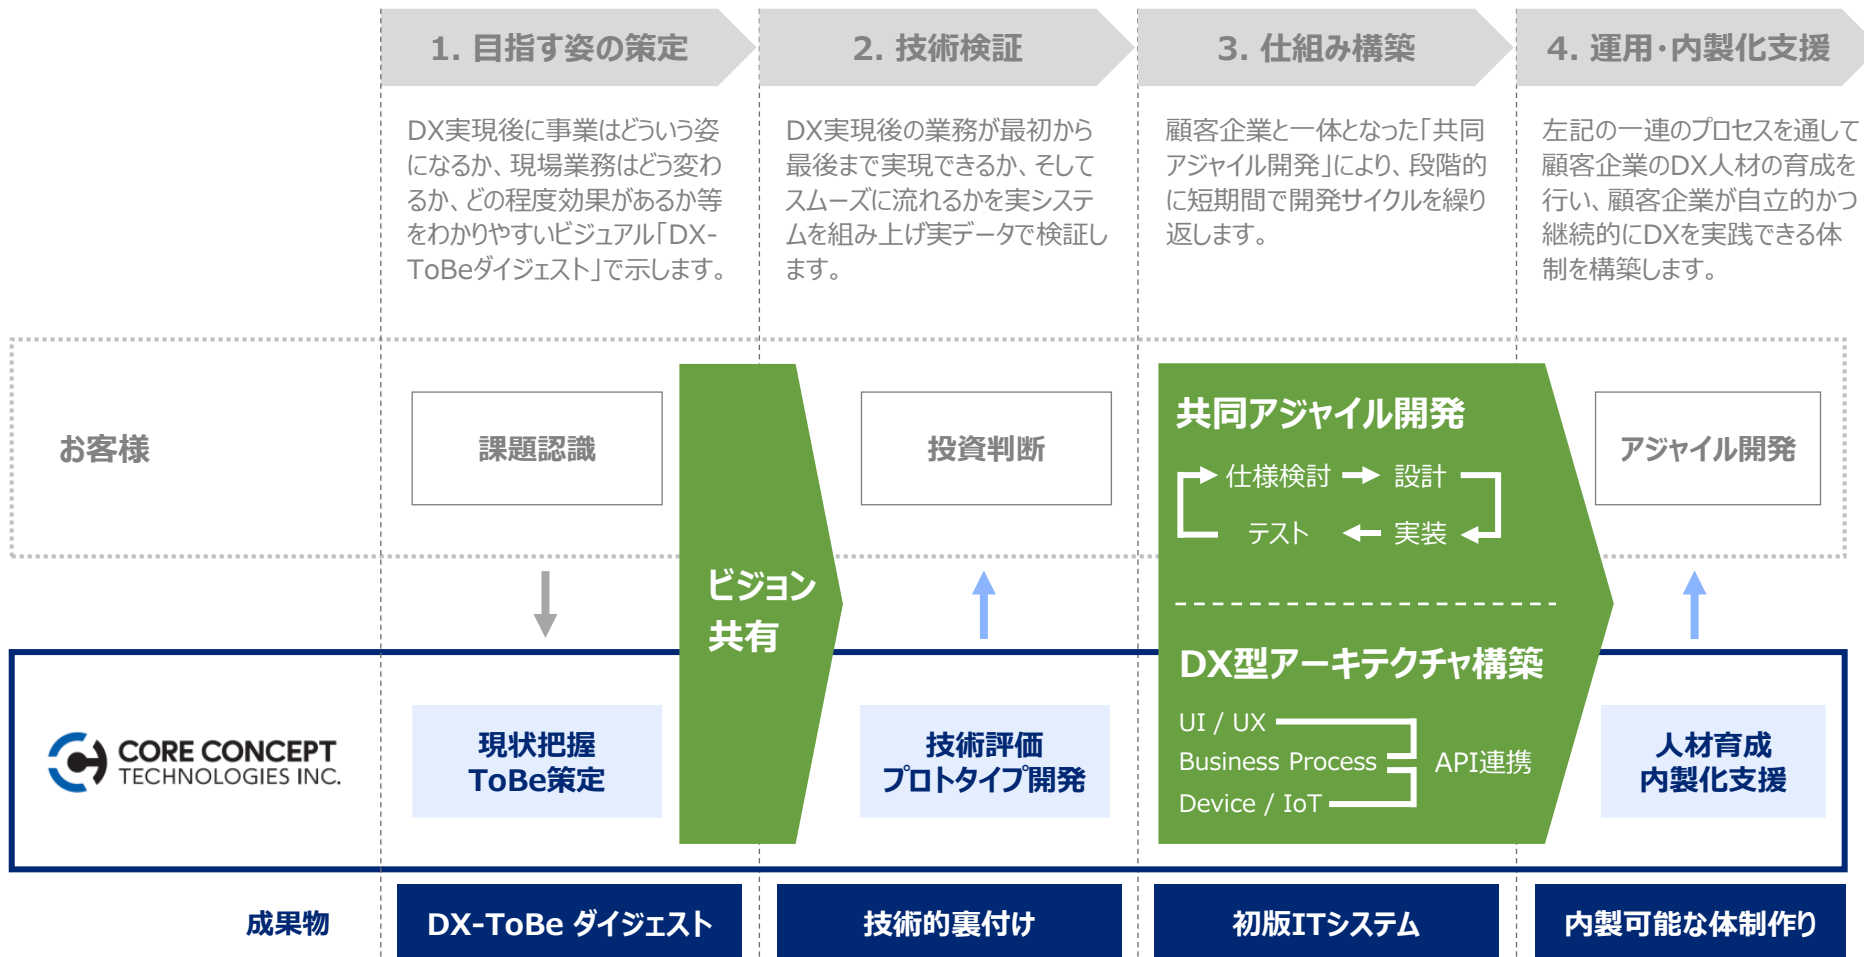 1. 目指す姿の策定
2. 技術検証
3. 仕組み構築
4. 運用・内製化支援
DX実現後に事業はどういう姿
になるか、現場業務はどう変わ
るか、どの程度効果があるか等
をわかりやすいビジュアル「DX-
ToBeダイジェスト」で示します。
DX実現後の業務が最初から
最後まで実現できるか、そして
スムーズに流れるかを実システ
ムを組み上げ実データで検証し
ます。
顧客企業と一体となった「共同
アジャイル開発」により、段階的
に短期間で開発サイクルを繰り
返します。
左記の一連のプロセスを通して
顧客企業のDX人材の育成を
行い、顧客企業が自立的かつ
継続的にDXを実践できる体
制を構築します。
お客様
課題認識
投資判断
共同アジャイル開発
仕様検討
設計
テスト
実装
アジャイル開発
ビジョン
共有
CORE CONCEPT
TECHNOLOGIES INC.
現状把握
ToBe策定
技術評価
プロトタイプ開発
DX型アーキテクチャ構築
UI / UX
Business Process
API連携
Device / IoT
人材育成
内製化支援
成果物
DX-ToBe ダイジェスト
技術的裏付け
初版ITシステム
内製可能な体制作り